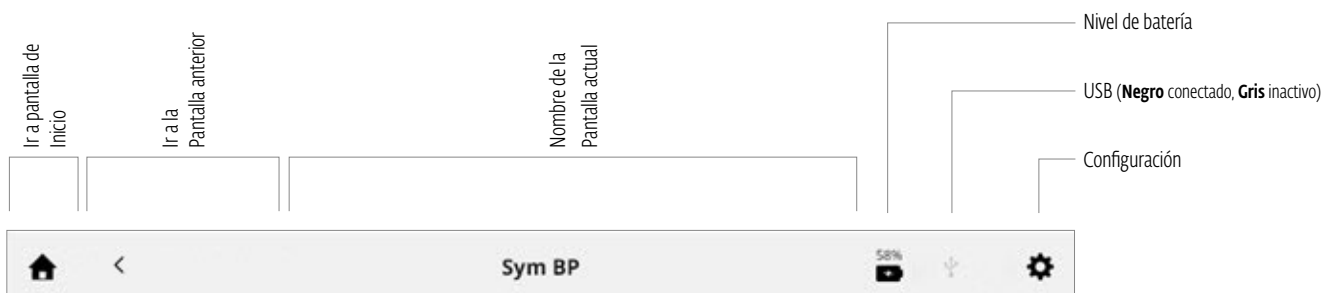 Ir a pantalla de
Inicio
Ir a la
Pantalla anterior
Nombre de la
Pantalla actual
Nivel de batería
USB (Negro conectado, Gris inactivo)
Configuración
Sym BP
58%